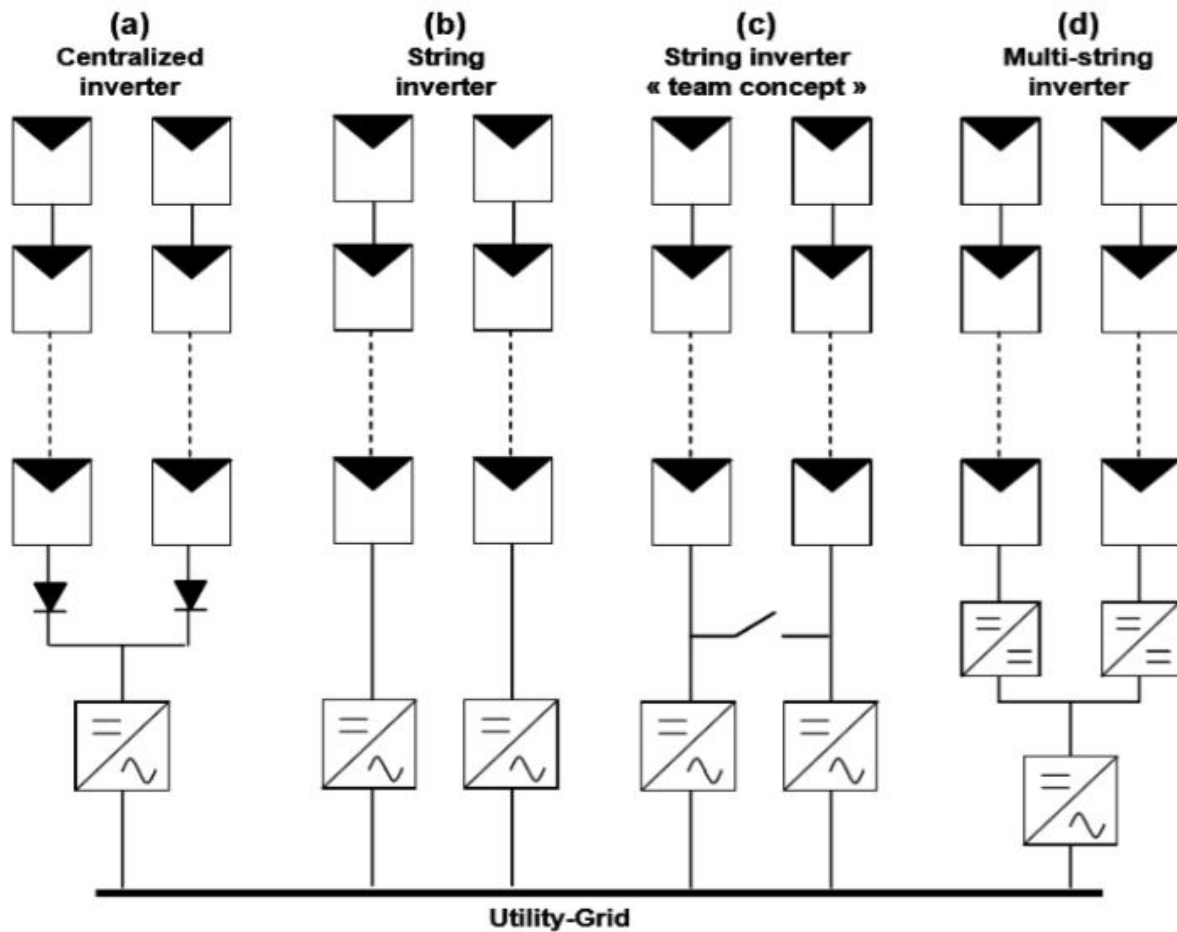 (a)
Centralized
inverter
(b)
String
inverter
(c)
String inverter
« team concept »
(d)
Multi-string
inverter
Utility-Grid